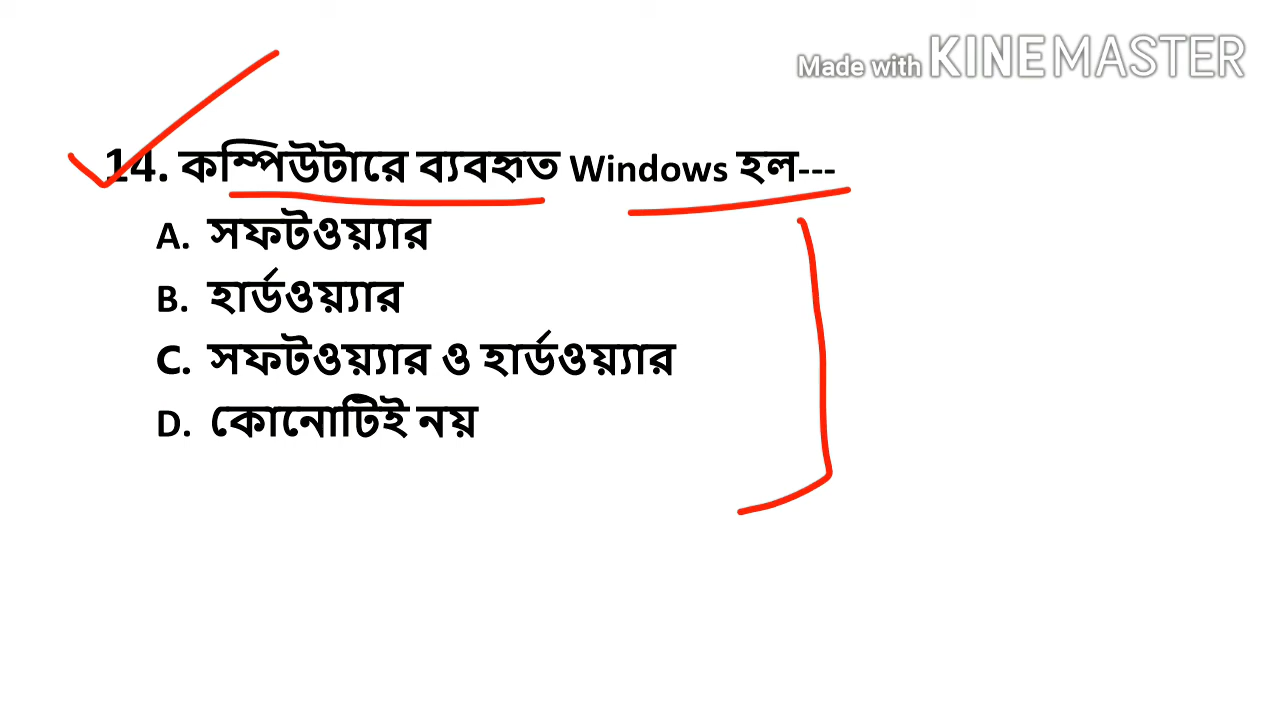 Made with KINEMASTER
14. কম্পিউটারে ব্যবহৃত Windows হল---
A. সফটওয়্যার
B. হার্ডওয়্যার
C. সফটওয়্যার ও হার্ডওয়্যার
D. কোনোটিই নয়